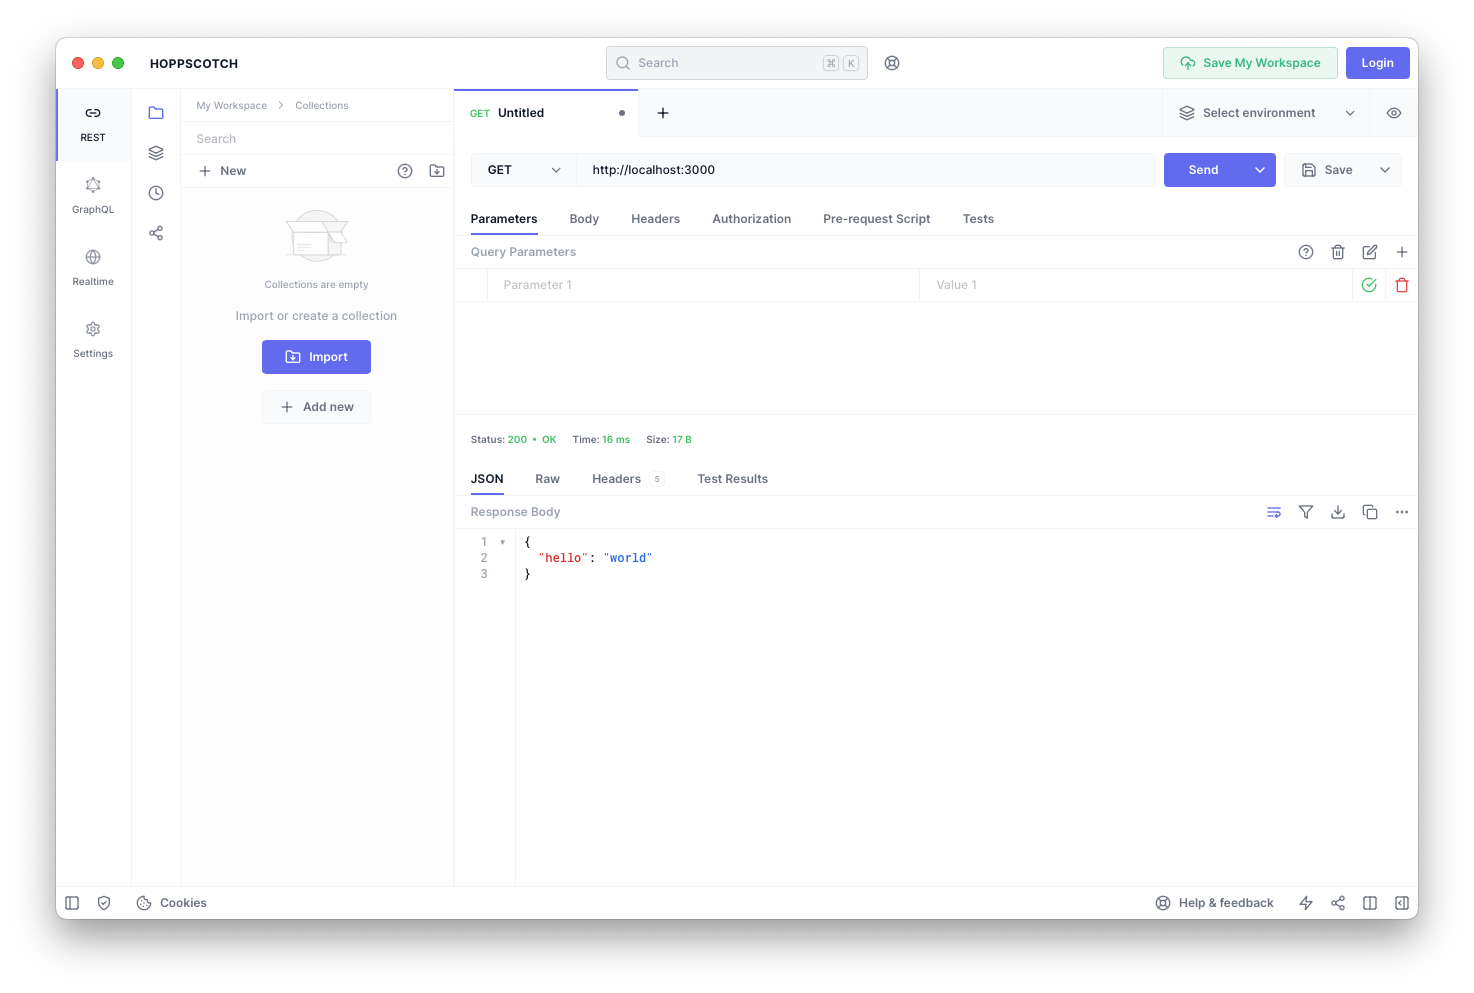 HOPPSCOTCH
Search
⌘ K
Save My Workspace
Login
REST
GraphQL
Realtime
Settings
My Workspace > Collections
Search
New
Collections are empty
Import or create a collection
Import
Add new
GET Untitled
Select environment
GET
http://localhost:3000
Send
Save
Parameters Body Headers Authorization Pre-request Script Tests
Query Parameters
Parameter 1 Value 1
Status: 200 • OK Time: 16 ms Size: 17 B
JSON Raw Headers 5 Test Results
Response Body
1 {
2 "hello": "world"
3 }
Cookies
Help & feedback